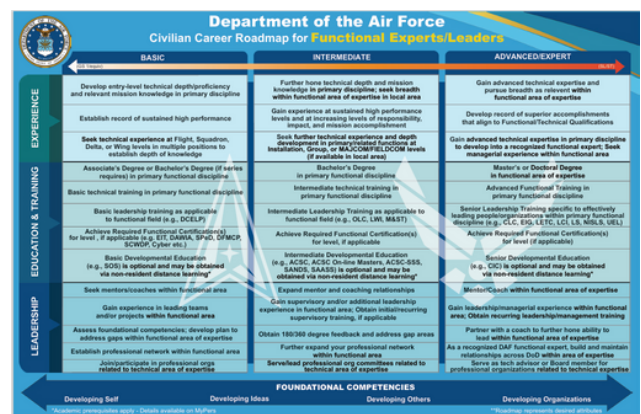 Department of the Air Force
Civilian Career Roadmap for Functional Experts/Leaders
BASIC
INTERMEDIATE
ADVANCED/EXPERT
EXPERIENCE
Develop entry-level technical depth/proficiency
and relevant mission knowledge in primary discipline
Further hone technical depth and mission
knowledge in primary discipline; seek breadth
within functional area of expertise in local area
Gain advanced technical expertise and
pursue breadth as relevant within
functional area of expertise
Establish record of sustained high performance
Gain experience at sustained high performance
levels and at increasing levels of responsibility,
impact, and mission accomplishment
Develop record of superior accomplishments
that align to Functional/Technical Qualifications
Seek technical experience at Flight, Squadron,
Delta, or Wing levels in multiple positions to
establish depth of knowledge
Seek further technical experience and depth
development in primary/related functions at
Installation, Group, or MAJCOM/FIELDCOM levels
(if available in local area)
Gain advanced technical expertise in primary discipline
to develop into a recognized functional expert; Seek
managerial experience within functional area
EDUCATION & TRAINING
Associate's Degree or Bachelor's Degree (if series
requires) in primary functional discipline
Bachelor's Degree
in primary functional discipline
Master's or Doctoral Degree
in functional area of expertise
Basic technical training in primary functional discipline
Intermediate technical training in
primary functional discipline
Advanced Functional Training in
primary functional discipline
Basic leadership training as applicable
to functional field (e.g., DCELP)
Intermediate Leadership Training as applicable to
functional field (e.g., OLC, LWI, M&ST)
Senior Leadership Training specific to effectively
leading people/organizations within primary functional
discipline (e.g., CLC, EIG, LETC, LCI, LS, NISLS, UEL)
Achieve Required Functional Certification(s)
for level , if applicable (e.g. EIT, DAWIA, SPeD, DFMCP,
SCWDP, Cyber etc.)
Achieve Required Functional Certification(s)
for level, if applicable
Achieve Required Functional Certification(s)
for level (if applicable)
Basic Developmental Education
(e.g., SOS) is optional and may be obtained
via non-resident distance learning*
Intermediate Developmental Education
(e.g., ACSC, ACSC On-line Masters, ACSC-SSS,
SANDS, SAASS) is optional and may be
obtained via non-resident distance learning*
Senior Developmental Education
(e.g., CIC) is optional and may be obtained
via non-resident distance learning*
LEADERSHIP
Seek mentors/coaches within functional area
Expand mentor and coaching relationships
Mentor/Coach within functional area of expertise
Gain experience in leading teams
and/or projects within functional area
Gain supervisory and/or additional leadership
experience in functional area; Obtain initial/recurring
supervisory training, if applicable
Gain leadership/managerial experience within functional
area; Obtain recurring leadership/management training
Assess foundational competencies; develop plan to
address gaps within functional area of expertise
Obtain 180/360 degree feedback and address gap areas
Partner with a coach to further hone ability to
lead within functional area of expertise
Establish professional network within functional area
Further expand your professional network
within functional area
As a recognized DAF functional expert, build and maintain
relationships across DoD within area of expertise
Join/participate in professional orgs
related to technical area of expertise
Serve/lead professional org committees related to
technical area of expertise
Serve as tech advisor or Board member for
professional organizations related to technical expertise
FOUNDATIONAL COMPETENCIES
Developing Self
Developing Ideas
Developing Others
Developing Organizations
*Academic prerequisites apply - Details available on MyPers
**Roadmap represents desired attributes